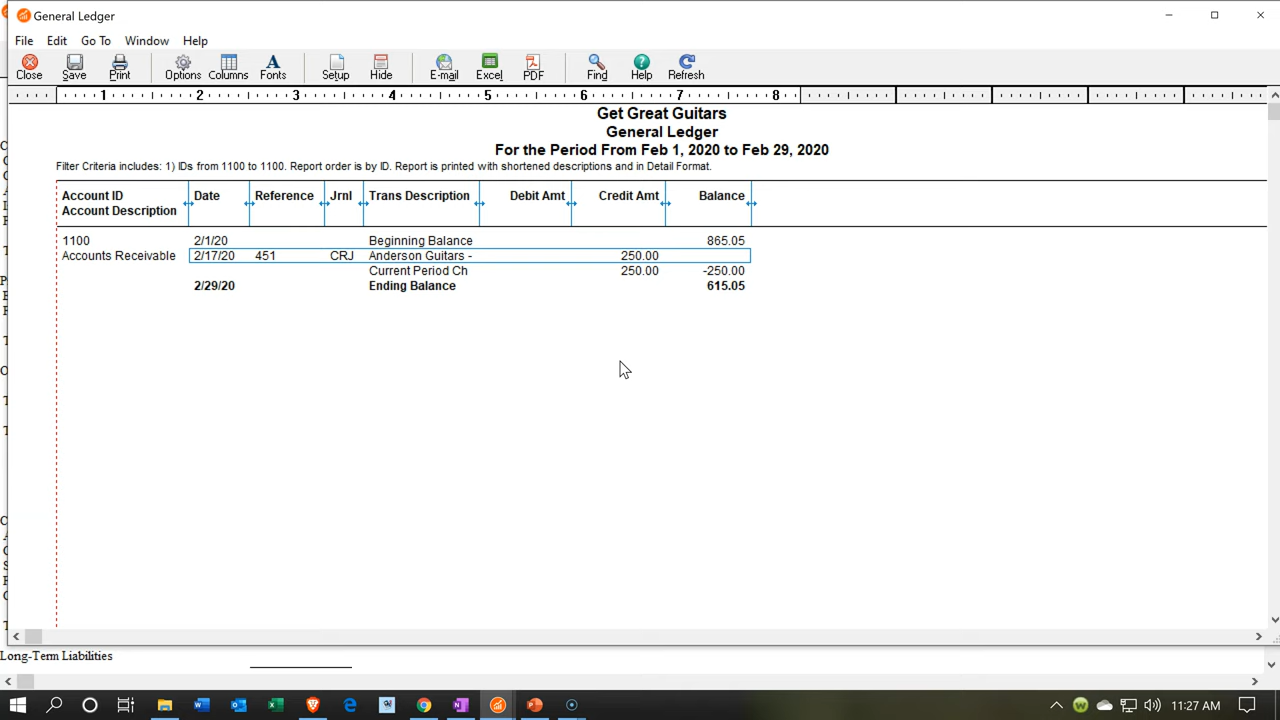 General Ledger
File Edit Go To Window Help
Close Save Print Options Columns Fonts Setup Hide E-mail Excel PDF Find Help Refresh
1 2 3 4 5 6 7 8
Get Great Guitars
General Ledger
For the Period From Feb 1, 2020 to Feb 29, 2020
Filter Criteria includes: 1) IDs from 1100 to 1100. Report order is by ID. Report is printed with shortened descriptions and in Detail Format.
Account ID Date Reference Jrnl Trans Description Debit Amt Credit Amt Balance
Account Description
1100 2/1/20 Beginning Balance 865.05
Accounts Receivable 2/17/20 451 CRJ Anderson Guitars - 250.00
Current Period Ch 250.00 -250.00
2/29/20 Ending Balance 615.05
Long-Term Liabilities
11:27 AM